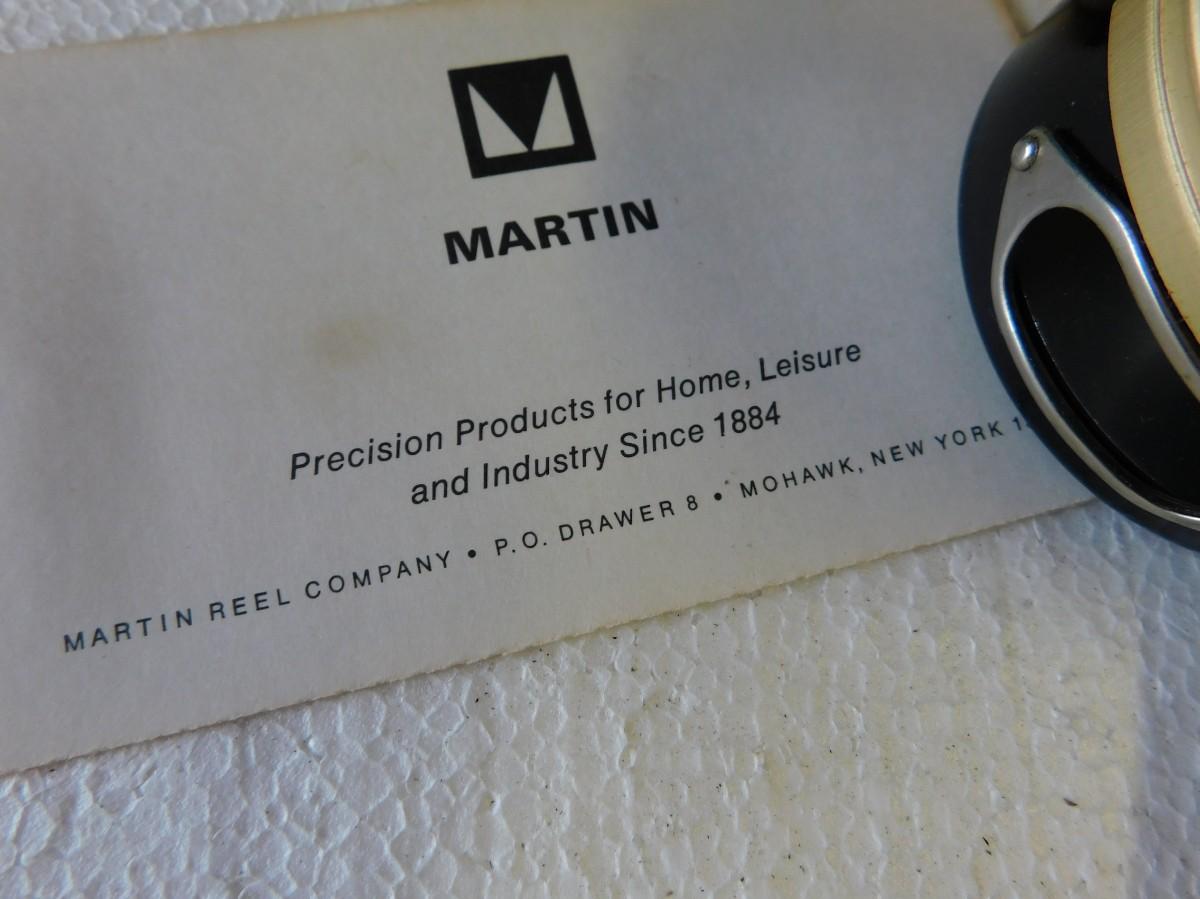 MARTIN
Precision Products for Home, Leisure
and Industry Since 1884
MARTIN REEL COMPANY • P.O. DRAWER 8 • MOHAWK, NEW YORK